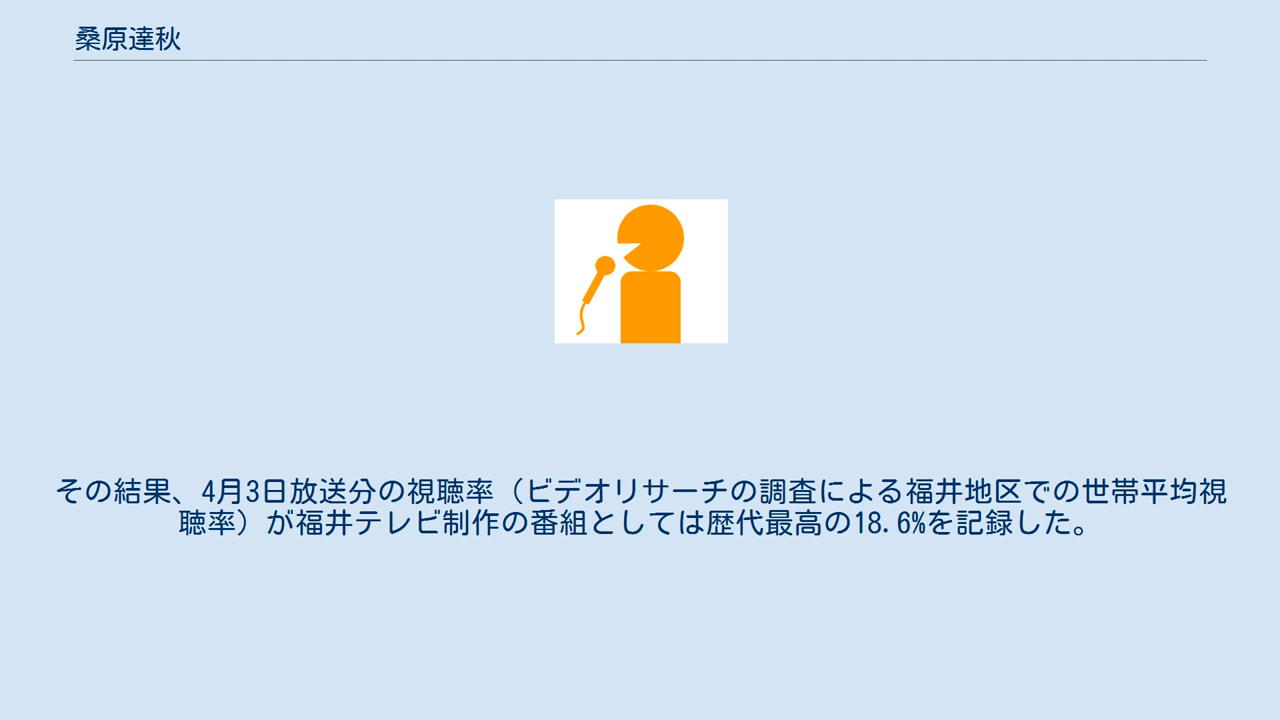 桑原達秋
その結果、4月3日放送分の視聴率（ビデオリサーチの調査による福井地区での世帯平均視
聴率）が福井テレビ制作の番組としては歴代最高の18.6%を記録した。